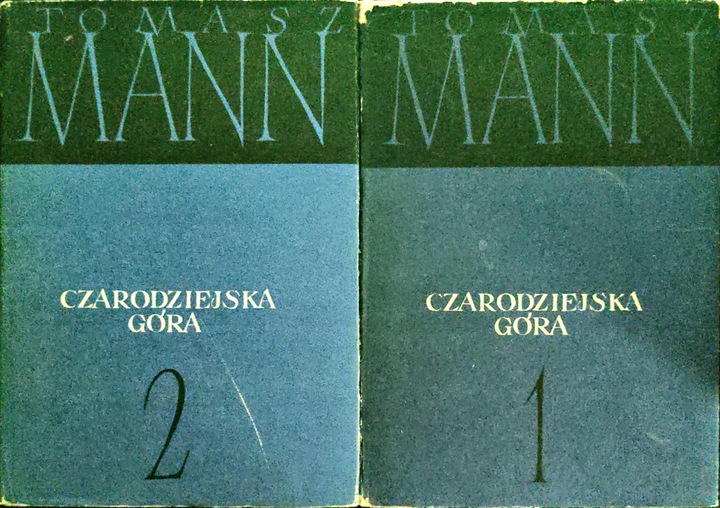 TOMASZ
MANN
CZARODZIEJSKA
GÓRA
2
TOMASZ
MANN
CZARODZIEJSKA
GÓRA
1